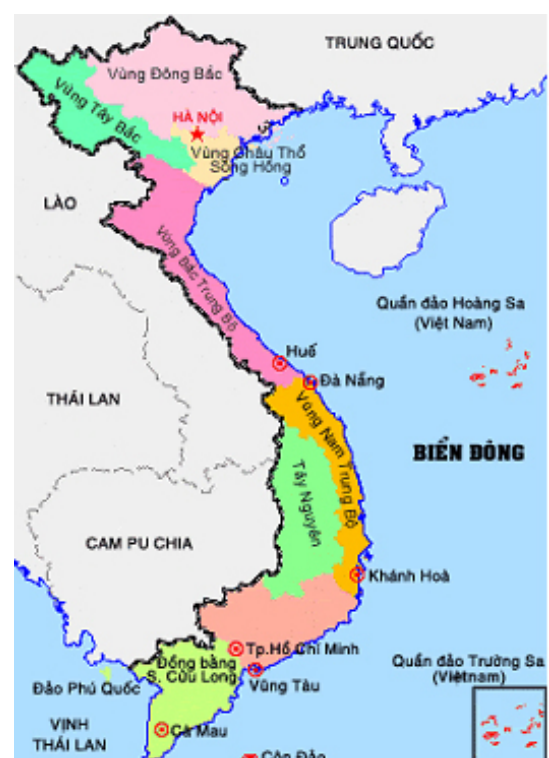 TRUNG QUỐC
Vùng Đông Bắc
Vùng Tây Bắc
HÀ NỘI
Vùng Châu Thổ
Sông Hồng
LÀO
Vùng Bắc Trung Bộ
Quần đảo Hoàng Sa
(Việt Nam)
Huế
Đà Nẵng
THÁI LAN
Vùng Nam Trung Bộ
BIỂN ĐÔNG
Tây Nguyên
CAM PU CHIA
Khánh Hoà
Tp.Hồ Chí Minh
Đồng bằng
S. Cửu Long
Quần đảo Trường Sa
(Vietnam)
Đảo Phú Quốc
Vũng Tàu
VỊNH
THÁI LAN
Cà Mau
Côn Đảo